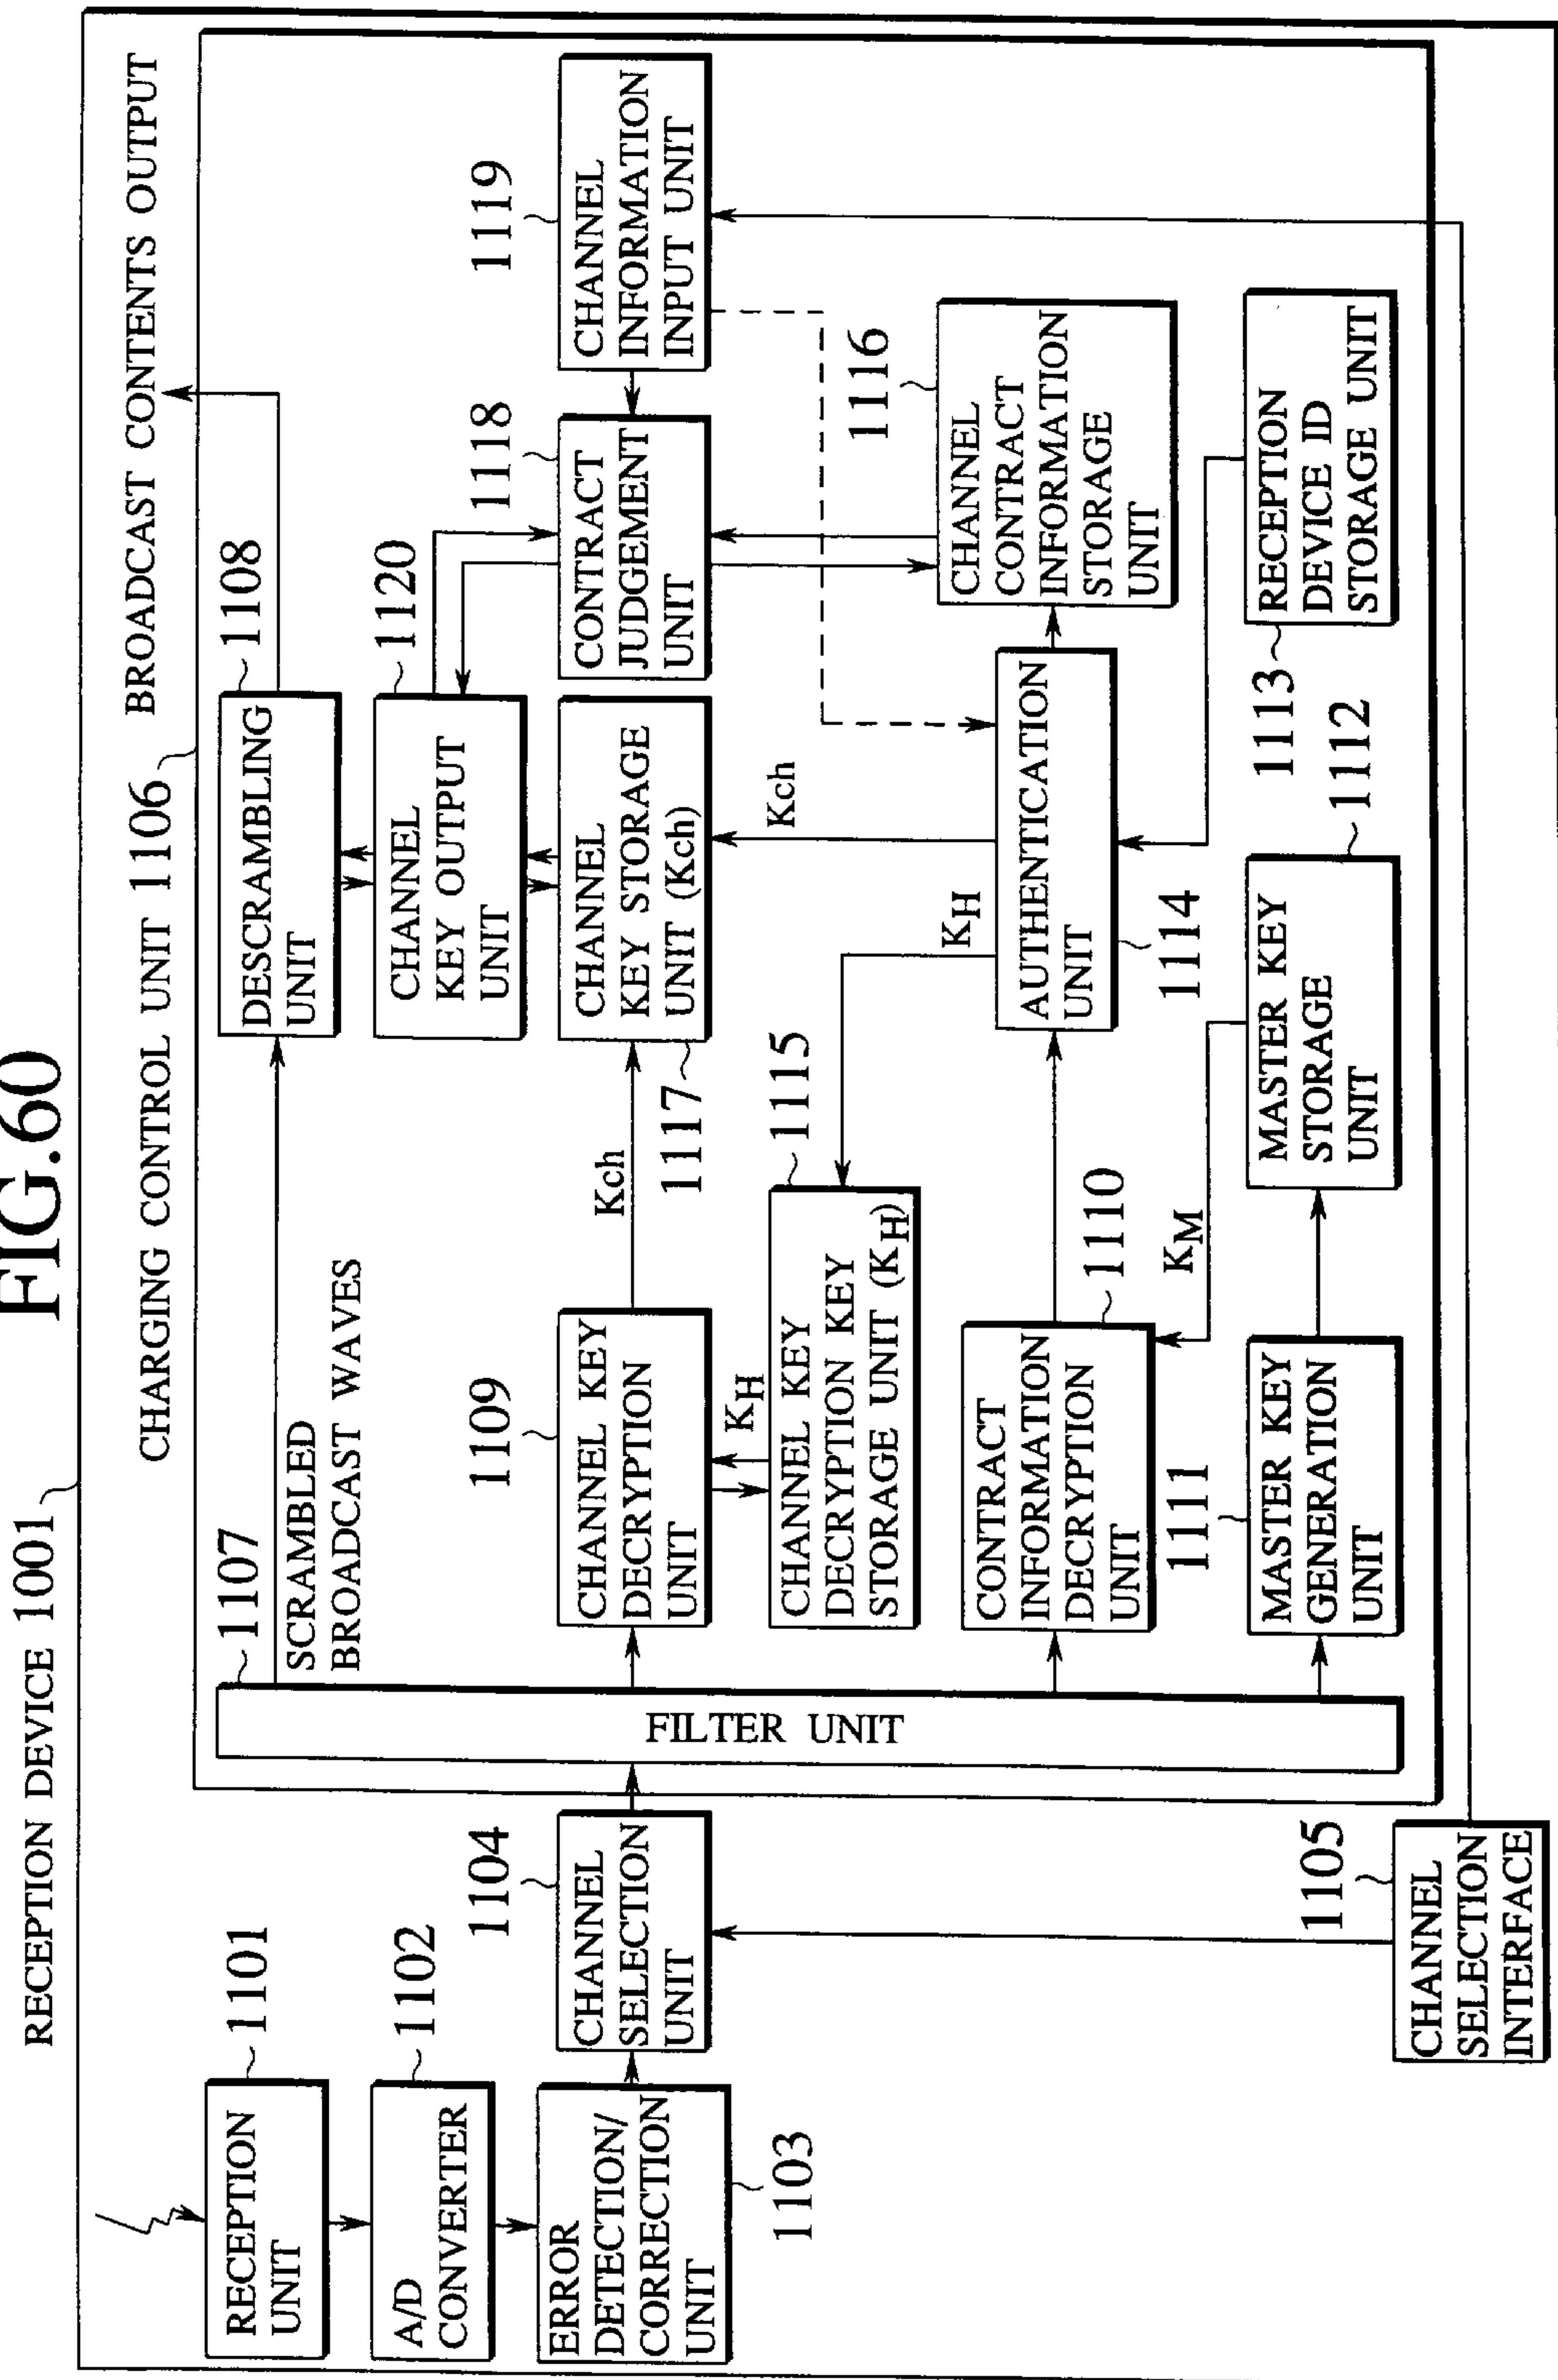 FIG.60
RECEPTION DEVICE 1001
CHARGING CONTROL UNIT 1106
BROADCAST CONTENTS OUTPUT
1101
RECEPTION
UNIT
1102
A/D
CONVERTER
ERROR
DETECTION/
CORRECTION
UNIT
1103
1104
CHANNEL
SELECTION
UNIT
1105
CHANNEL
SELECTION
INTERFACE
1107
FILTER UNIT
SCRAMBLED
BROADCAST WAVES
1108
DESCRAMBLING
UNIT
1120
CHANNEL
KEY OUTPUT
UNIT
1109
CHANNEL KEY
DECRYPTION
UNIT
Kch
CHANNEL
KEY STORAGE
UNIT (Kch)
1117
1118
CONTRACT
JUDGEMENT
UNIT
1119
CHANNEL
INFORMATION
INPUT UNIT
KH
1115
CHANNEL KEY
DECRYPTION KEY
STORAGE UNIT (KH)
KH
Kch
CONTRACT
INFORMATION
DECRYPTION
UNIT
1110
AUTHENTICATION
UNIT
1114
1116
CHANNEL
CONTRACT
INFORMATION
STORAGE
UNIT
KM
1111
MASTER KEY
GENERATION
UNIT
1112
MASTER KEY
STORAGE
UNIT
1113
RECEPTION
DEVICE ID
STORAGE UNIT